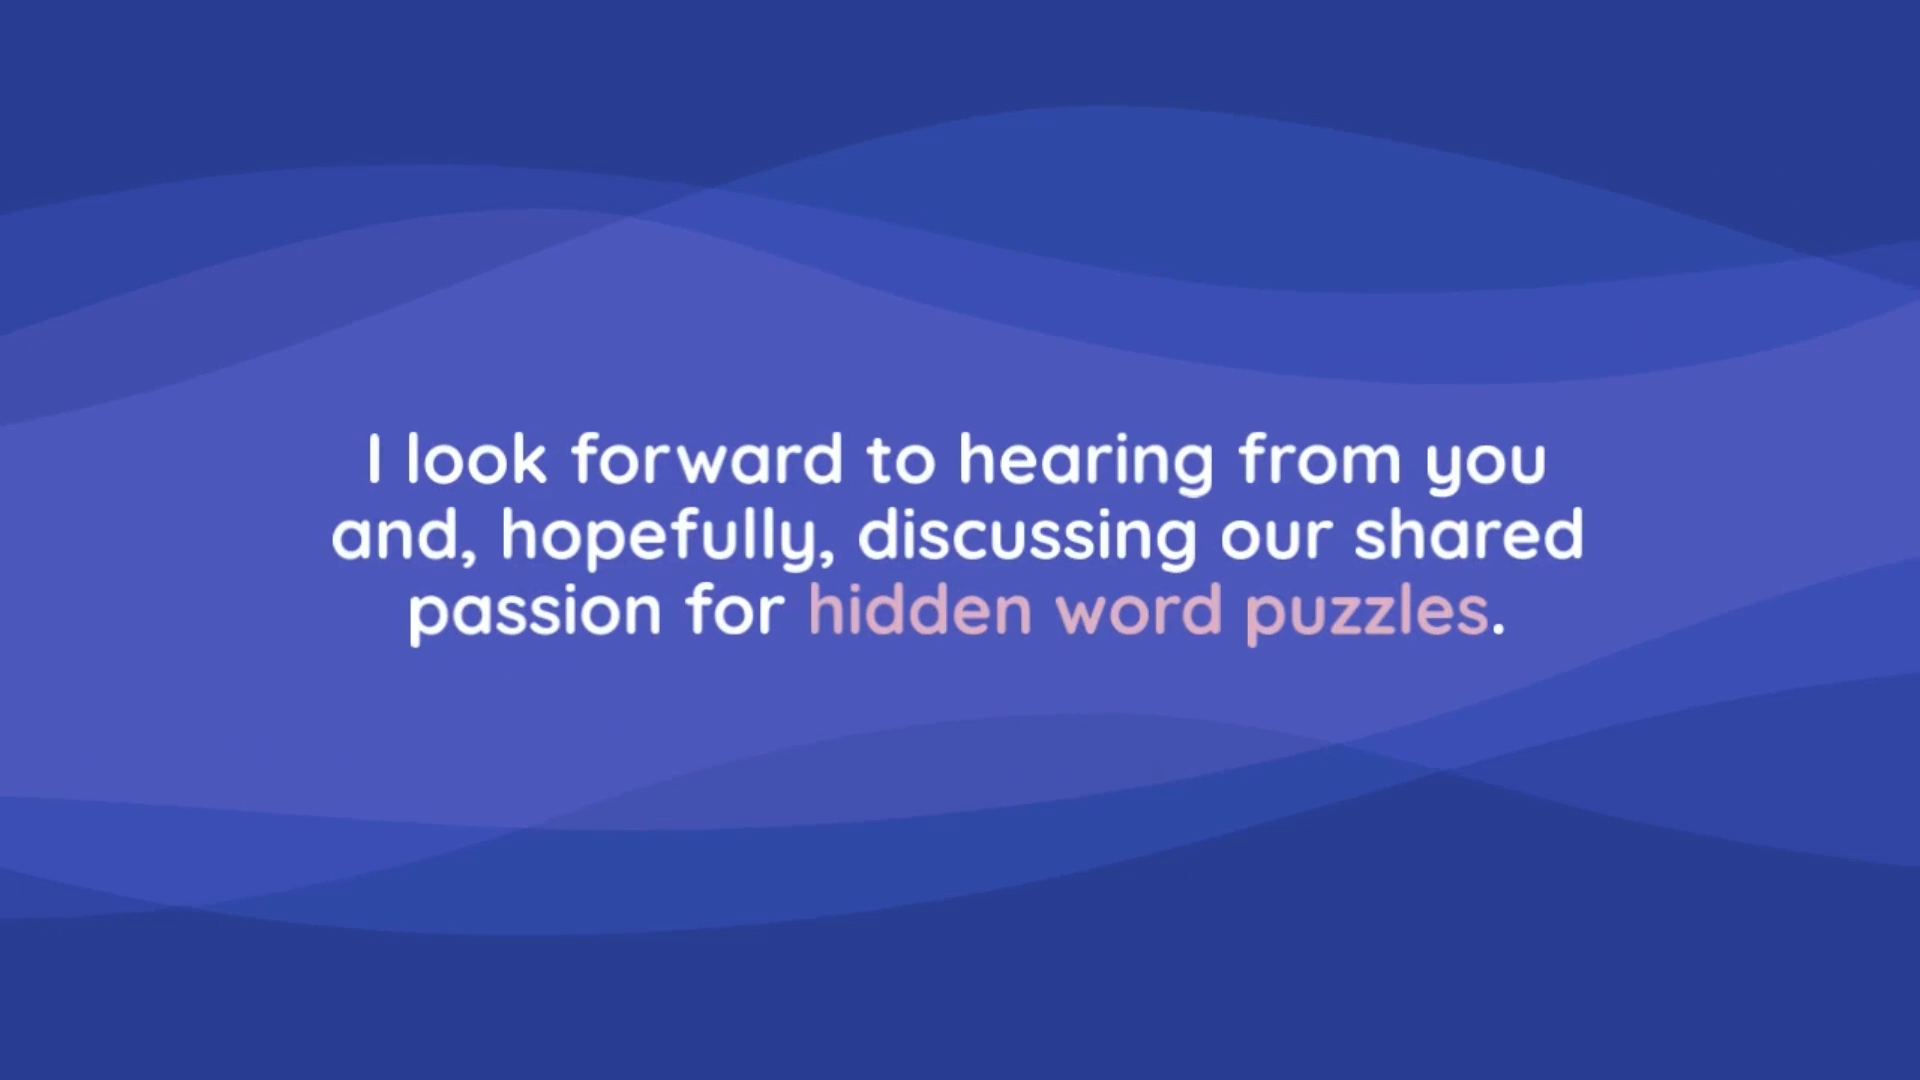 I look forward to hearing from you
and, hopefully, discussing our shared
passion for hidden word puzzles.